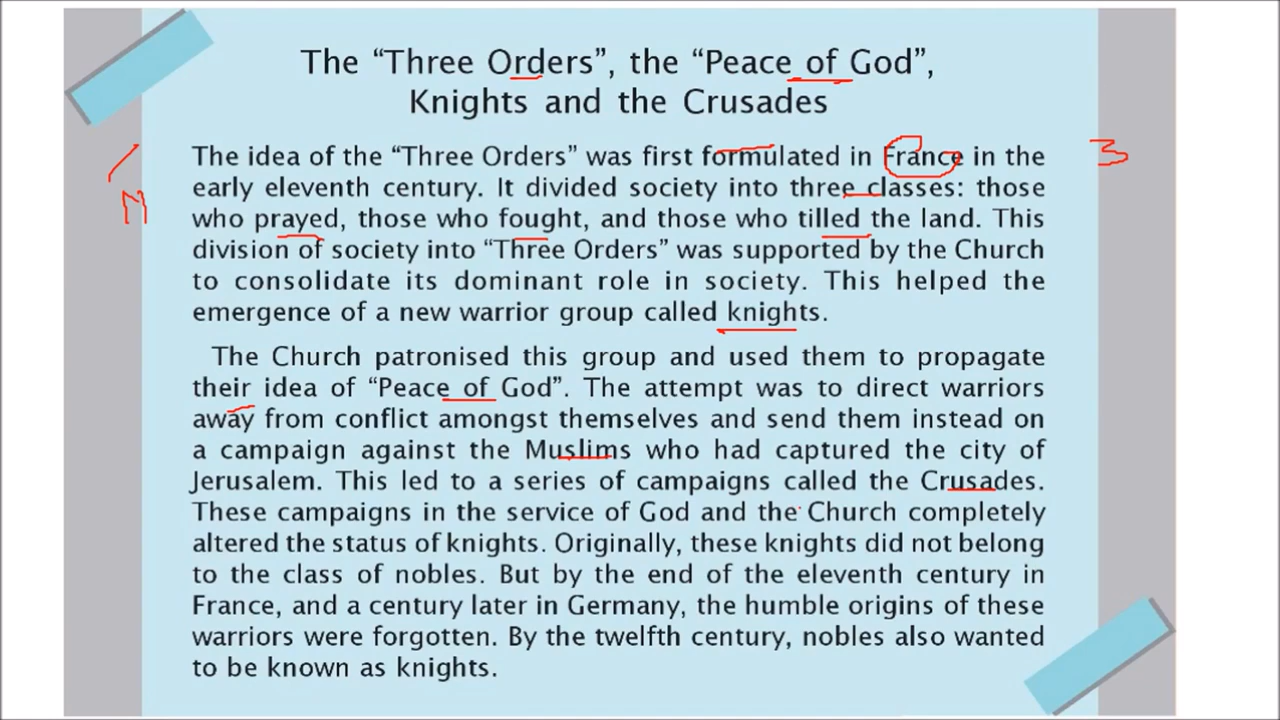 The “Three Orders”, the “Peace of God”,
Knights and the Crusades
The idea of the “Three Orders” was first formulated in France in the
early eleventh century. It divided society into three classes: those
who prayed, those who fought, and those who tilled the land. This
division of society into “Three Orders” was supported by the Church
to consolidate its dominant role in society. This helped the
emergence of a new warrior group called knights.
The Church patronised this group and used them to propagate
their idea of “Peace of God”. The attempt was to direct warriors
away from conflict amongst themselves and send them instead on
a campaign against the Muslims who had captured the city of
Jerusalem. This led to a series of campaigns called the Crusades.
These campaigns in the service of God and the Church completely
altered the status of knights. Originally, these knights did not belong
to the class of nobles. But by the end of the eleventh century in
France, and a century later in Germany, the humble origins of these
warriors were forgotten. By the twelfth century, nobles also wanted
to be known as knights.
3